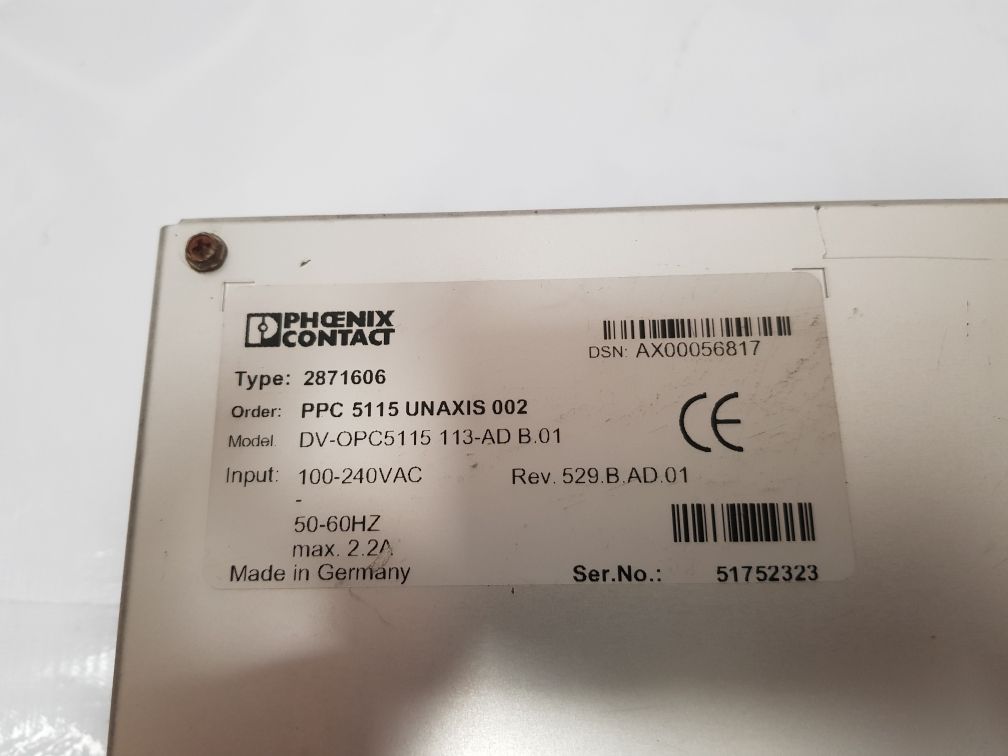 PHOENIX
CONTACT
DSN: AX00056817
Type: 2871606
Order: PPC 5115 UNAXIS 002
Model. DV-OPC5115 113-AD B.01
CE
Input: 100-240VAC Rev. 529.B.AD.01
-
50-60HZ
max. 2.2A
Made in Germany
Ser.No.: 51752323